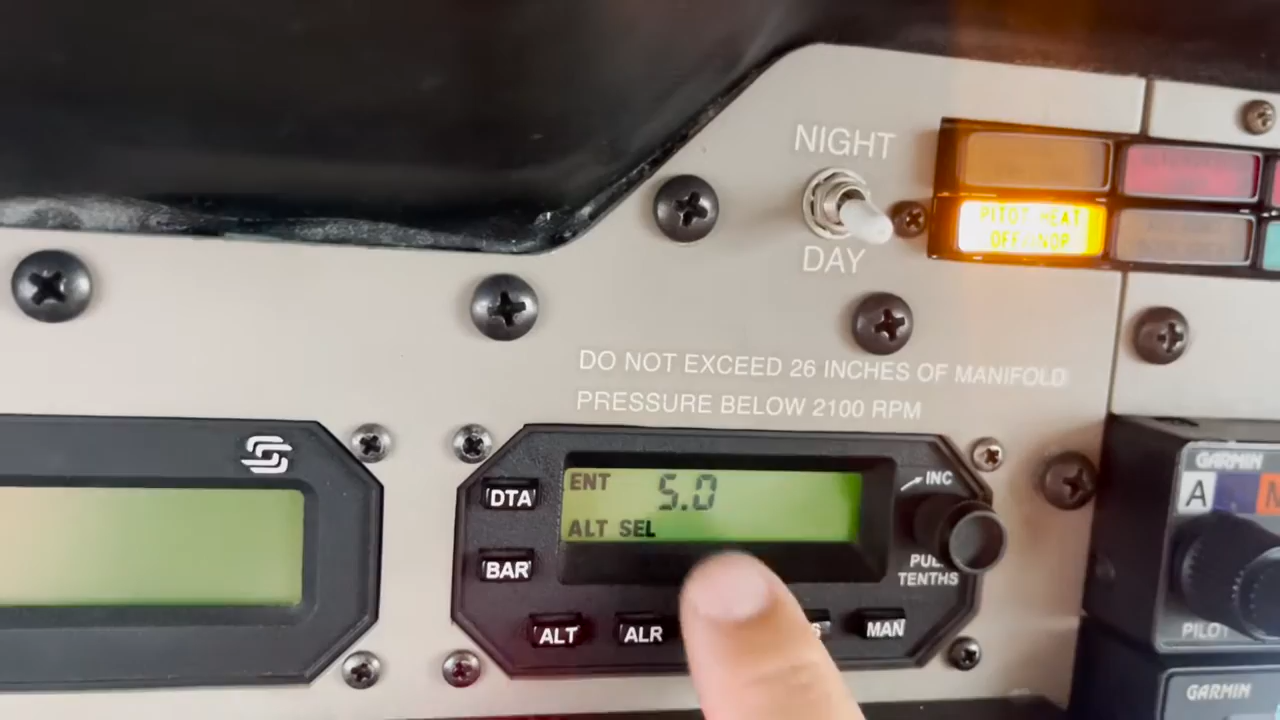 NIGHT
DAY
PITOT HEAT
OFF/INOP
DO NOT EXCEED 26 INCHES OF MANIFOLD
PRESSURE BELOW 2100 RPM
DTA
BAR
ENT 5.0
ALT SEL
INC
TENTHS
ALT
ALR
MAN
GARMIN
A
PILOT
GARMIN